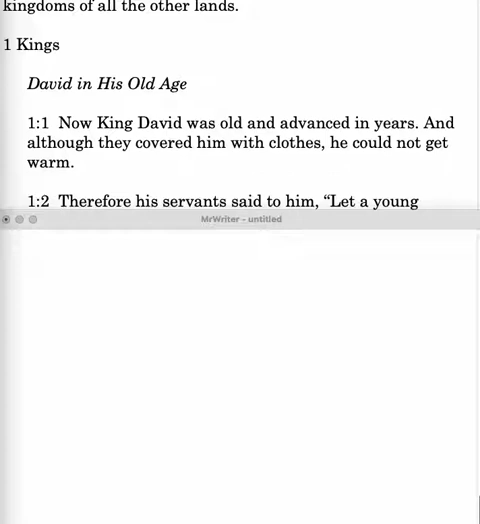 kingdoms of all the other lands.
1 Kings
David in His Old Age
1:1 Now King David was old and advanced in years. And
although they covered him with clothes, he could not get
warm.
1:2 Therefore his servants said to him, “Let a young
MrWriter - untitled